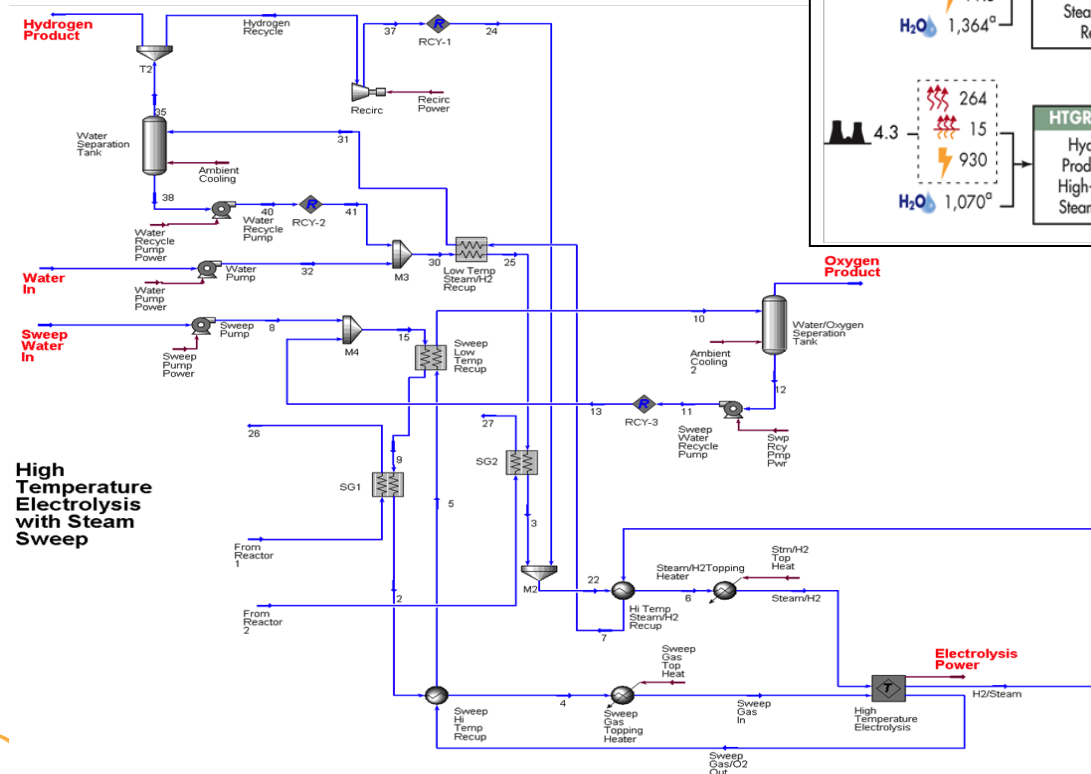 Hydrogen
Product
T2
Hydrogen
Recycle
37
RCY-1
24
Recirc
Recirc
Power
35
Water
Separation
Tank
31
Ambient
Cooling
38
40
41
Water
Recycle
Pump
Power
Water
Recycle
Pump
RCY-2
Water
In
Water
Pump
32
Water
Pump
Power
M3
30
25
Low Temp
Steam/H2
Recup
Sweep
Water
In
Sweep
Pump
8
Sweep
Pump
Power
M4
15
Sweep
Low
Temp
Recup
10
Oxygen
Product
Water/Oxygen
Seperation
Tank
Ambient
Cooling
2
12
13
RCY-3
11
Sweep
Water
Recycle
Pump
Swp
Rcy
Pmp
Pwr
26
27
9
SG1
SG2
5
3
High
Temperature
Electrolysis
with Steam
Sweep
From
Reactor
1
From
Reactor
2
2
M2
22
Hi Temp
Steam/H2
Recup
7
Steam/H2Topping
Heater
6
Stm/H2
Top
Heat
Steam/H2
Sweep
Hi
Temp
Recup
4
Sweep
Gas
Top
Heat
Sweep
Gas
Topping
Heater
Sweep
Gas
In
Electrolysis
Power
T
H2/Steam
High
Temperature
Electrolysis
Sweep
Gas/O2
Out
H₂O 1,364ᵃ
4.3
264
15
930
H₂O 1,070ᵃ
HTGR
High-